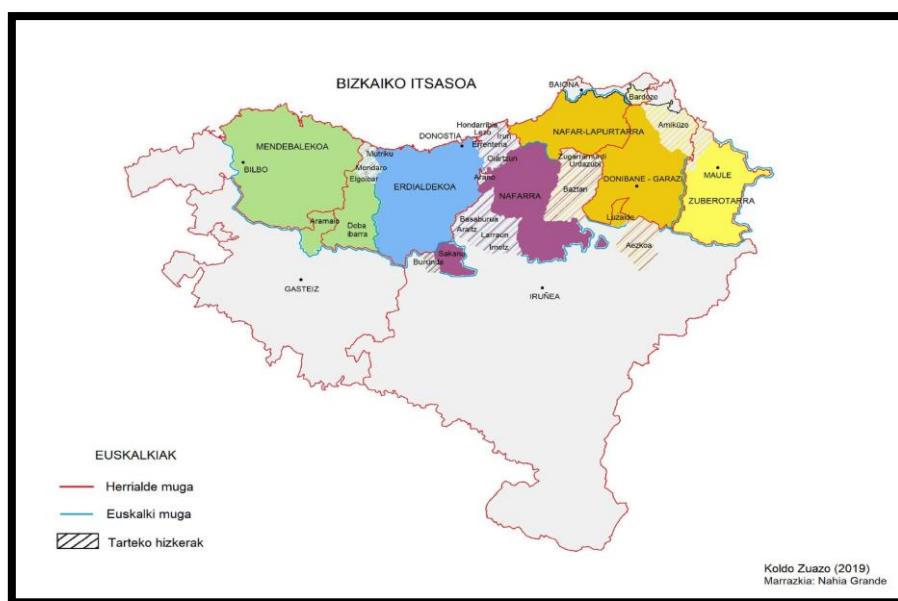 BIZKAIKO ITSASOA
BAIONA
Bardoze
Hondarribia
Lezo
Irun
Errenteria
DONOSTIA
Oiartzun
NAFAR-LAPURTARRA
Amikuze
MENDEBALEKOA
Mutriku
Mendaro
Elgoibar
BILBO
ERDIALDEKOA
Arano
NAFARRA
Zugarramurdi
Urdazubi
Baztan
DONIBANE - GARAZI
MAULE
ZUBEROTARRA
Luzaide
Aramaio
Deba
ibarra
Basaburua
Araitz
Larraun
Imotz
Aezkoa
Burunda
Sakana
GASTEIZ
IRUÑEA
EUSKALKIAK
Herrialde muga
Euskalki muga
Tarteko hizkerak
Koldo Zuazo (2019)
Marrazkia: Nahia Grande